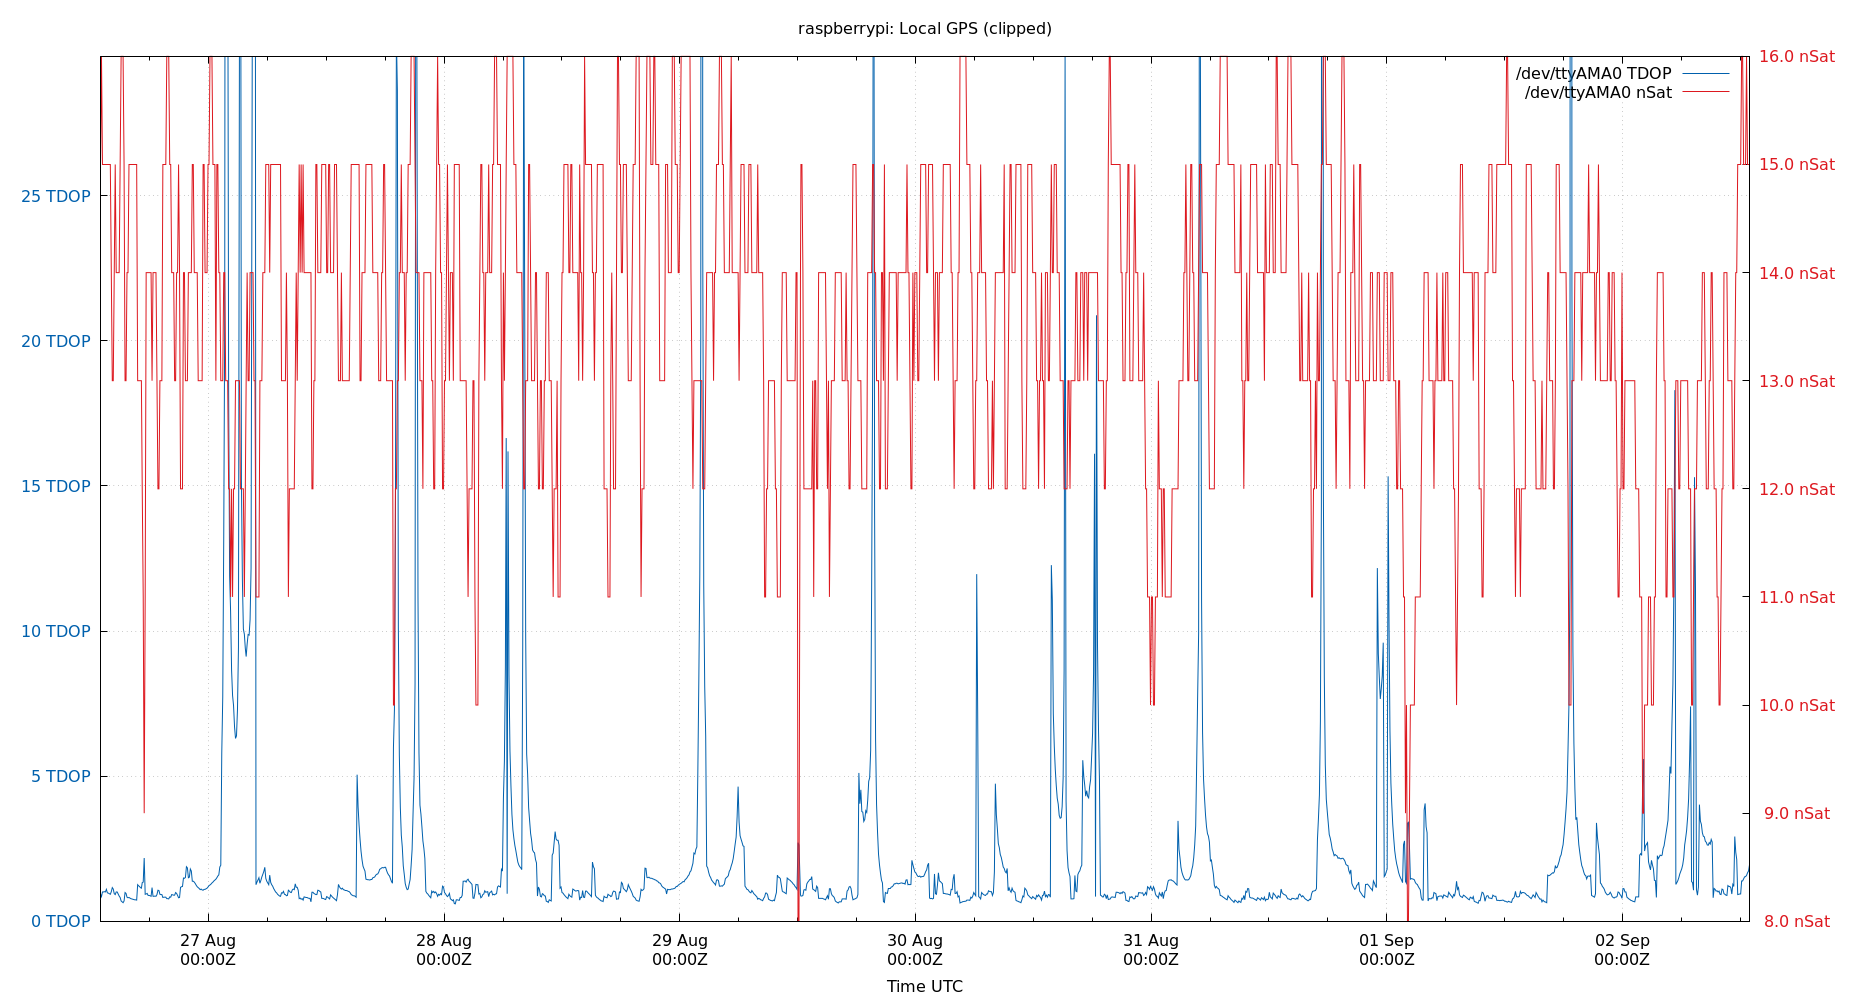 raspberrypi: Local GPS (clipped)
/dev/ttyAMA0 TDOP
/dev/ttyAMA0 nSat
25 TDOP
20 TDOP
15 TDOP
10 TDOP
5 TDOP
0 TDOP
16.0 nSat
15.0 nSat
14.0 nSat
13.0 nSat
12.0 nSat
11.0 nSat
10.0 nSat
9.0 nSat
8.0 nSat
27 Aug 28 Aug 29 Aug 30 Aug 31 Aug 01 Sep 02 Sep
00:00Z 00:00Z 00:00Z 00:00Z 00:00Z 00:00Z 00:00Z
Time UTC